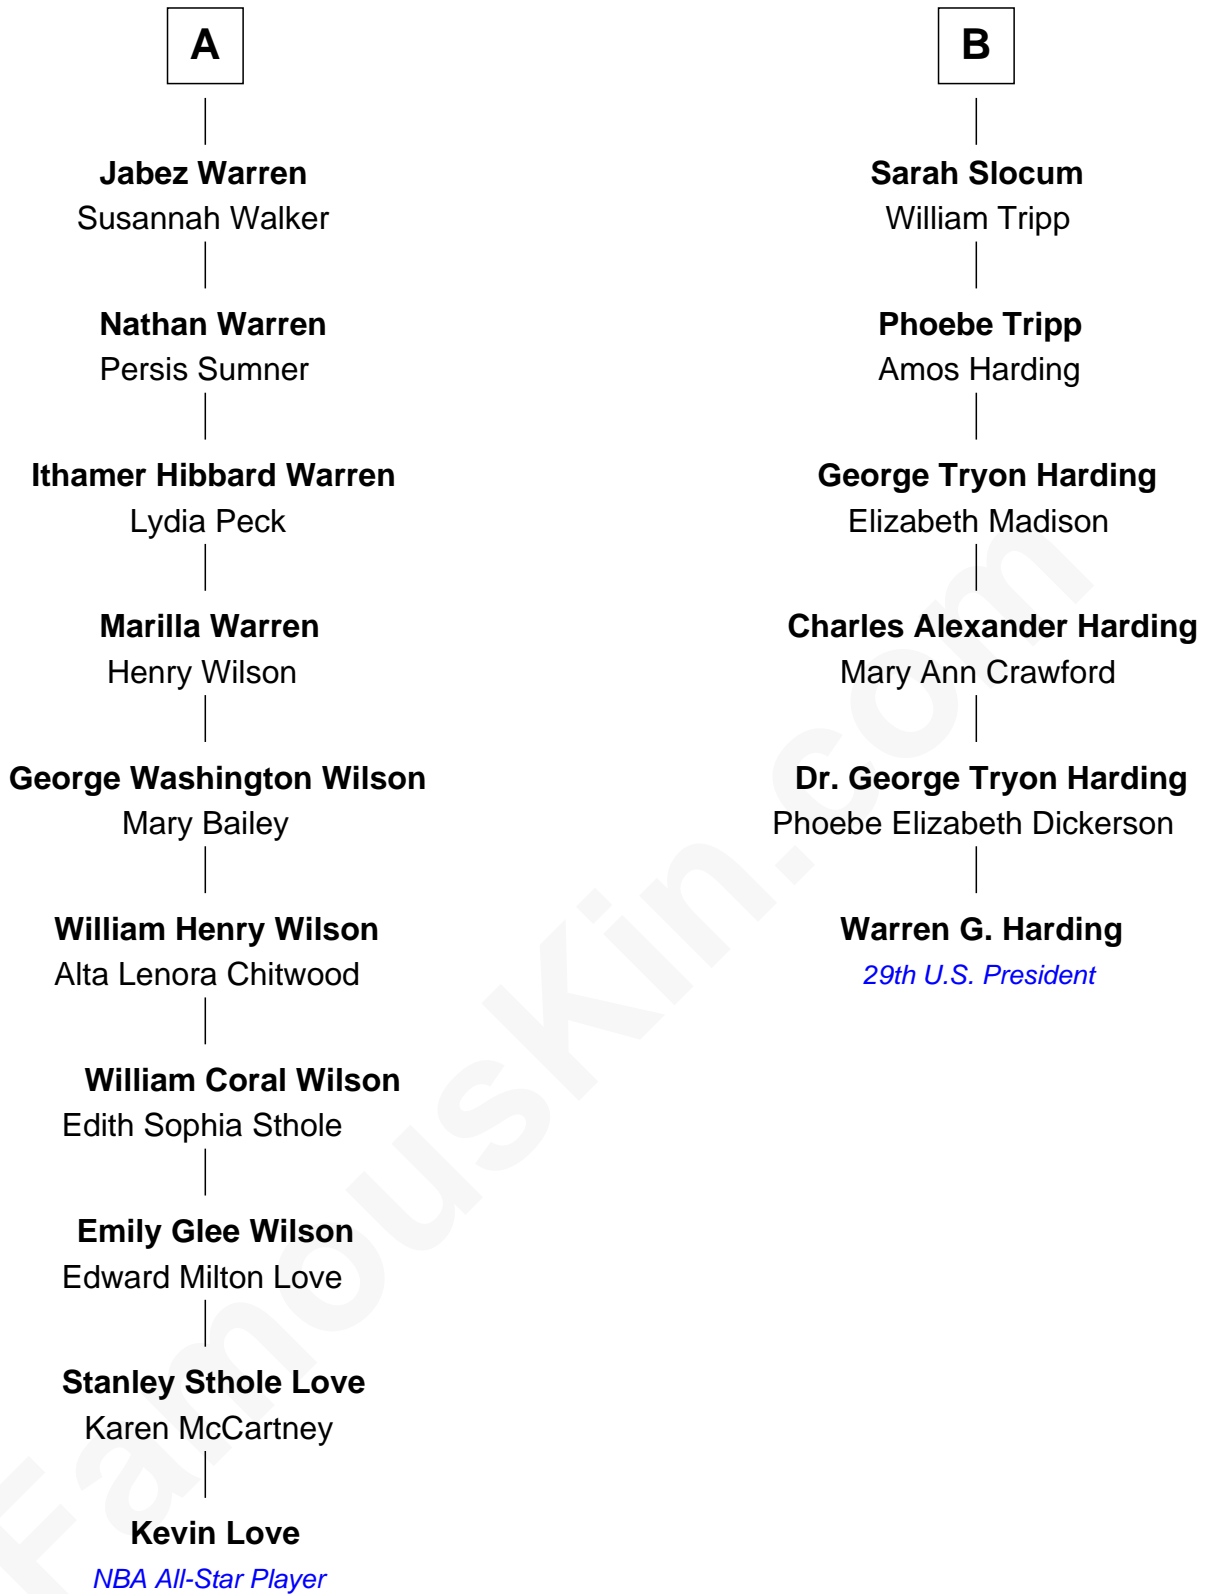 A
Jabez Warren
Susannah Walker
Nathan Warren
Persis Sumner
Ithamer Hibbard Warren
Lydia Peck
Marilla Warren
Henry Wilson
George Washington Wilson
Mary Bailey
William Henry Wilson
Alta Lenora Chitwood
William Coral Wilson
Edith Sophia Sthole
Emily Glee Wilson
Edward Milton Love
Stanley Sthole Love
Karen McCartney
Kevin Love
NBA All-Star Player
B
Sarah Slocum
William Tripp
Phoebe Tripp
Amos Harding
George Tryon Harding
Elizabeth Madison
Charles Alexander Harding
Mary Ann Crawford
Dr. George Tryon Harding
Phoebe Elizabeth Dickerson
Warren G. Harding
29th U.S. President
FamousKin.com